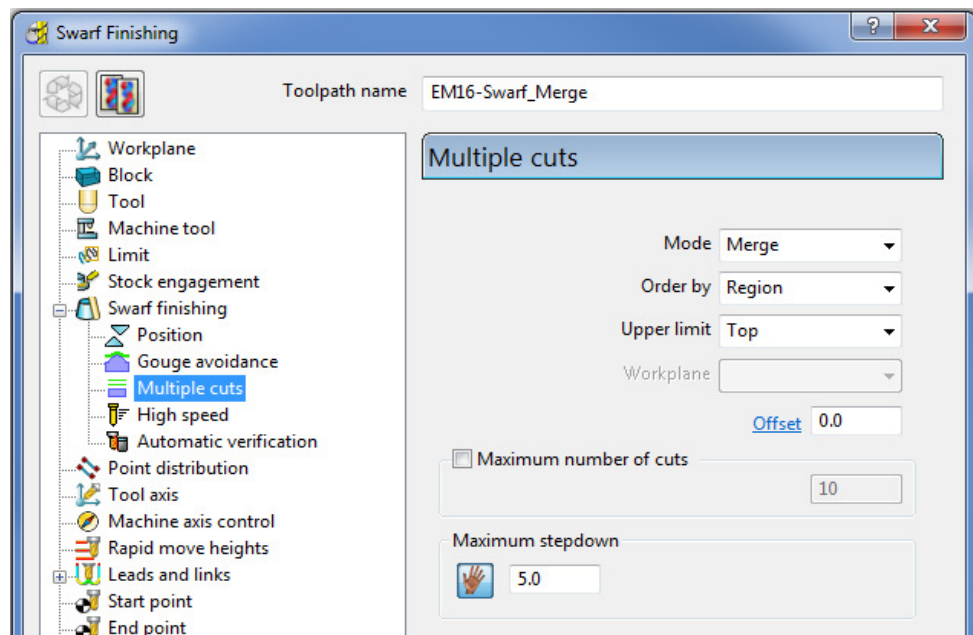 Swarf Finishing
? X
Toolpath name EM16-Swarf_Merge
Workplane
Block
Tool
Machine tool
Limit
Stock engagement
Swarf finishing
Position
Gouge avoidance
Multiple cuts
High speed
Automatic verification
Point distribution
Tool axis
Machine axis control
Rapid move heights
Leads and links
Start point
End point
Multiple cuts
Mode Merge
Order by Region
Upper limit Top
Workplane
Offset 0.0
Maximum number of cuts
10
Maximum stepdown
5.0